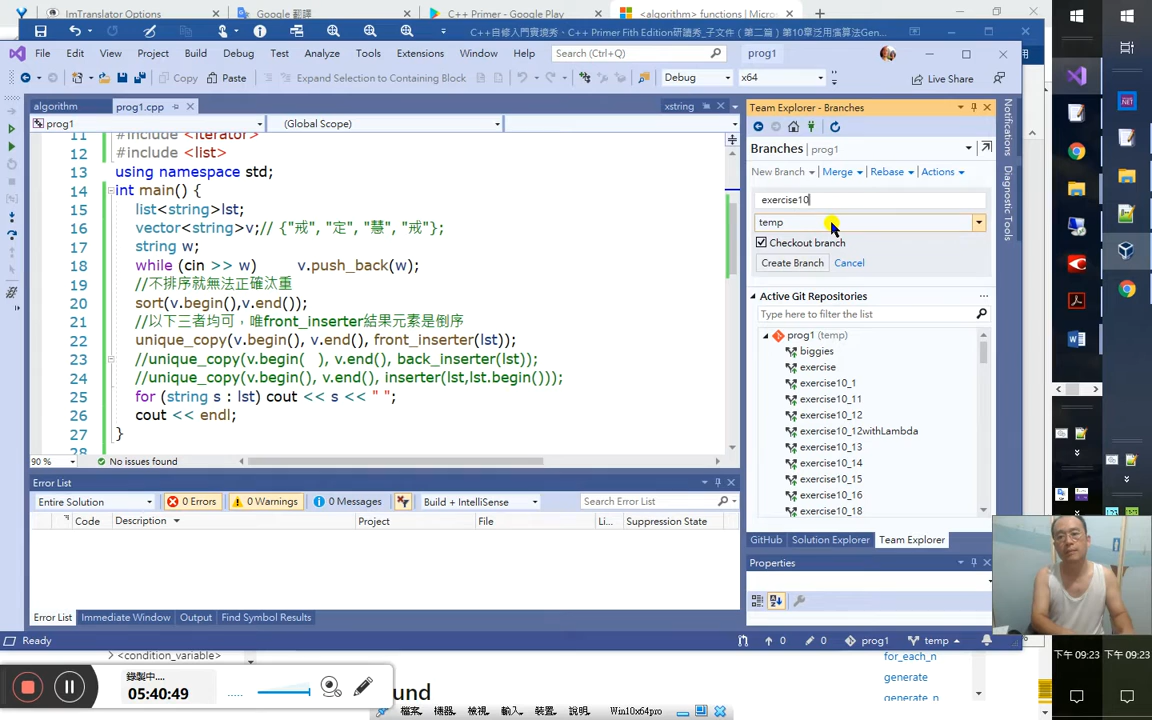 ImTranslator Options
Google 翻譯
C++ Primer - Google Play
<algorithm> functions | Micros
C++自修入門實境秀、C++ Primer Fifth Edition研讀秀_子文件（第二篇）第10章泛用演算法Gen...
File Edit View Project Build Debug Test Analyze Tools Extensions Window Help
Search (Ctrl+Q)
prog1
Copy Paste Expand Selection to Containing Block Debug x64 Live Share
algorithm prog1.cpp xstring
prog1 (Global Scope)
11 #include <iterator>
12 #include <list>
13 using namespace std;
14 int main() {
15 list<string>lst;
16 vector<string>v;// {"戒", "定", "慧", "戒"};
17 string w;
18 while (cin >> w) v.push_back(w);
19 //不排序就無法正確汰重
20 sort(v.begin(),v.end());
21 //以下三者均可，唯front_inserter結果元素是倒序
22 unique_copy(v.begin(), v.end(), front_inserter(lst));
23 //unique_copy(v.begin( ), v.end(), back_inserter(lst));
24 //unique_copy(v.begin(), v.end(), inserter(lst,lst.begin()));
25 for (string s : lst) cout << s << " ";
26 cout << endl;
27 }
90 % No issues found
Error List
Entire Solution 0 Errors 0 Warnings 0 Messages Build + IntelliSense Search Error List
Code Description Project File Li... Suppression State
Error List Immediate Window Output Find Symbol Results
Team Explorer - Branches
Branches | prog1
New Branch Merge Rebase Actions
exercise10
temp
Checkout branch
Create Branch Cancel
Active Git Repositories ...
Type here to filter the list
prog1 (temp)
biggies
exercise
exercise10_1
exercise10_11
exercise10_12
exercise10_12withLambda
exercise10_13
exercise10_14
exercise10_15
exercise10_16
exercise10_18
GitHub Solution Explorer Team Explorer
Properties
Notifications
Diagnostic Tools
Ready 0 0 prog1 temp
<condition_variable>
for_each_n
generate
generate_n
錄製中....
05:40:49
ound
檔案、 機器、 檢視、 輸入、 裝置、 說明、 Win10x64pro
下午 09:23
下午 09:23